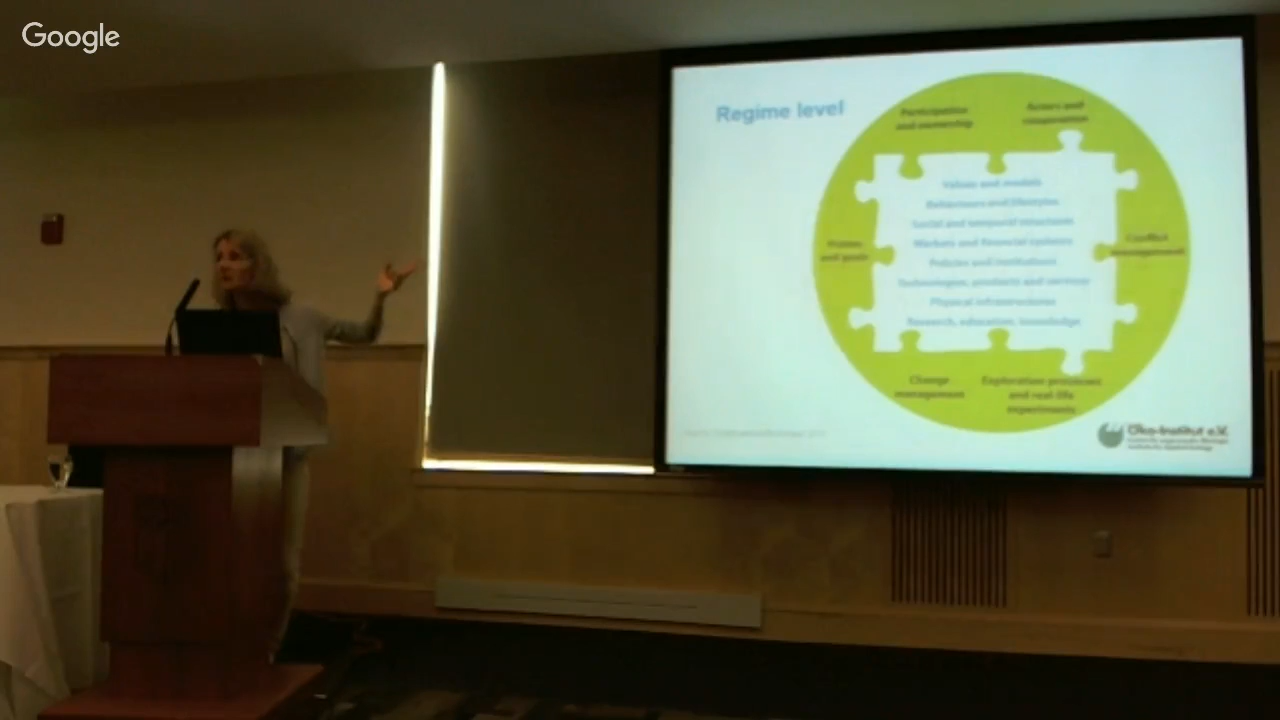 Google
Regime level
Participation
and ownership
Actors and
cooperation
Values and models
Behaviours and lifestyles
Social and temporal structures
Markets and financial systems
Policies and institutions
Technologies, products and services
Physical infrastructures
Research, education, knowledge
and goals
Conflict
management
Change
management
Exploration processes
and real-life
experiments
Öko-Institut e.V.